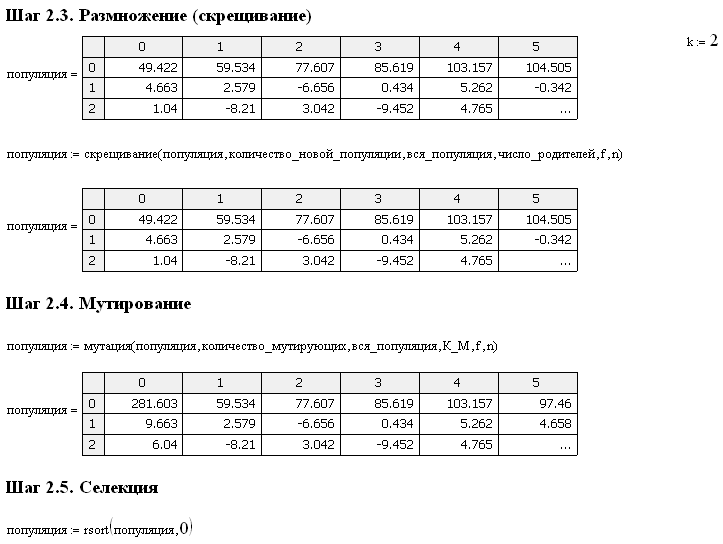 Шаг 2.3. Размножение (скрещивание)
k := 2
0 1 2 3 4 5
популяция = 0 49.422 59.534 77.607 85.619 103.157 104.505
1 4.663 2.579 -6.656 0.434 5.262 -0.342
2 1.04 -8.21 3.042 -9.452 4.765 ...
популяция := скрещивание(популяция,количество_новой_популяции,вся_популяция,число_родителей,f,n)
0 1 2 3 4 5
популяция = 0 49.422 59.534 77.607 85.619 103.157 104.505
1 4.663 2.579 -6.656 0.434 5.262 -0.342
2 1.04 -8.21 3.042 -9.452 4.765 ...
Шаг 2.4. Мутирование
популяция := мутация(популяция,количество_мутирующих,вся_популяция,К_М,f,n)
0 1 2 3 4 5
популяция = 0 281.603 59.534 77.607 85.619 103.157 97.46
1 9.663 2.579 -6.656 0.434 5.262 4.658
2 6.04 -8.21 3.042 -9.452 4.765 ...
Шаг 2.5. Селекция
популяция := rsort(популяция,0)